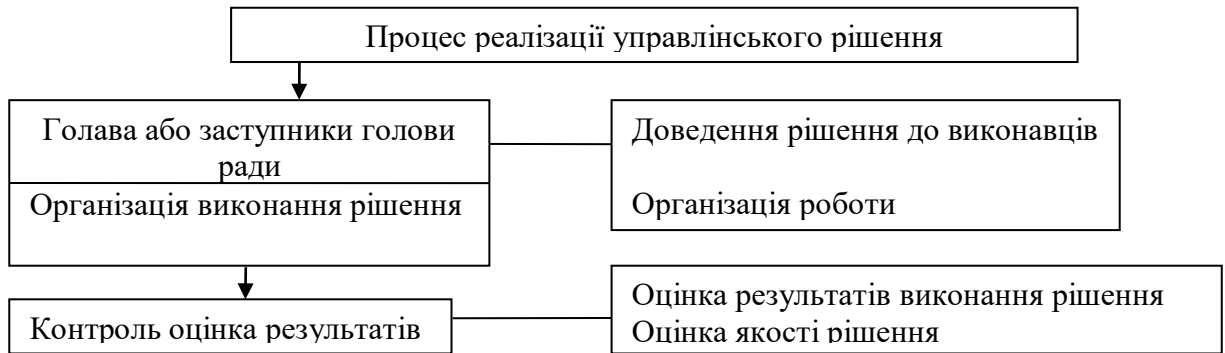 Процес реалізації управлінського рішення
Голава або заступники голови
ради
Організація виконання рішення
Доведення рішення до виконавців
Організація роботи
Контроль оцінка результатів
Оцінка результатів виконання рішення
Оцінка якості рішення